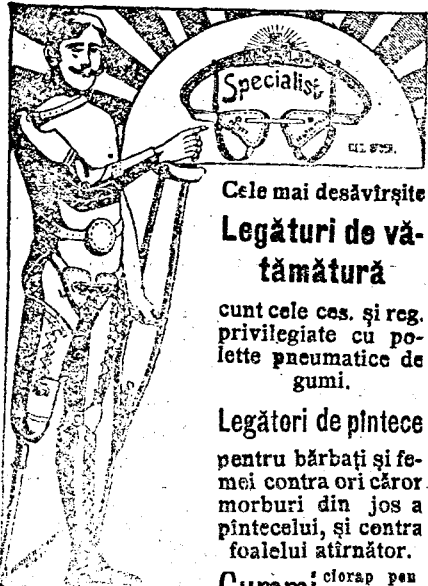 Specialist
Cele mai desăvîrșite
Legături de vă-
tămătură
cunt cele ces. și reg.
privilegiate cu po-
lette pneumatice de
gumi.
Legători de pîntece
pentru bărbați și fe-
mei contra ori căror
morburi din jos a
pîntecelui, și contra
foalelui atîrnător.
ciorap pen